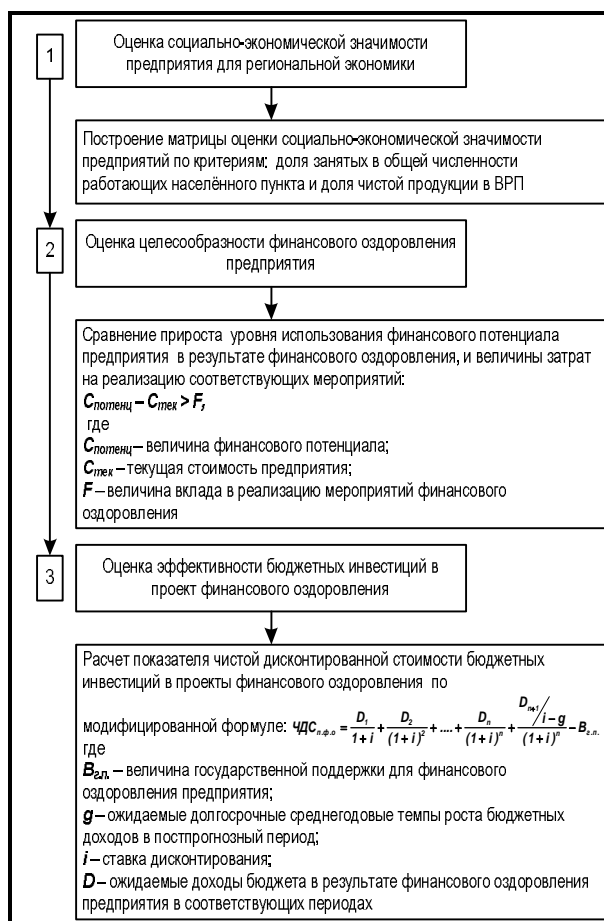 1
Оценка социально-экономической значимости
предприятия для региональной экономики
Построение матрицы оценки социально-экономической значимости
предприятий по критериям: доля занятых в общей численности
работающих населённого пункта и доля чистой продукции в ВРП
2
Оценка целесообразности финансового оздоровления
предприятия
Сравнение прироста уровня использования финансового потенциала
предприятия в результате финансового оздоровления, и величины затрат
на реализацию соответствующих мероприятий:
Cпотенц – Cтек > F,
где
Cпотенц – величина финансового потенциала;
Cтек – текущая стоимость предприятия;
F – величина вклада в реализацию мероприятий финансового
оздоровления
3
Оценка эффективности бюджетных инвестиций в
проект финансового оздоровления
Расчет показателя чистой дисконтированной стоимости бюджетных
инвестиций в проекты финансового оздоровления по
модифицированной формуле: ЧДСп.ф.о = D1/(1+i) + D2/(1+i)^2 + .... + Dn/(1+i)^n + (Dn+1/i–g)/(1+i)^n – Bг.п.
где
Bг.п. – величина государственной поддержки для финансового
оздоровления предприятия;
g – ожидаемые долгосрочные среднегодовые темпы роста бюджетных
доходов в постпрогнозный период;
i – ставка дисконтирования;
D – ожидаемые доходы бюджета в результате финансового оздоровления
предприятия в соответствующих периодах